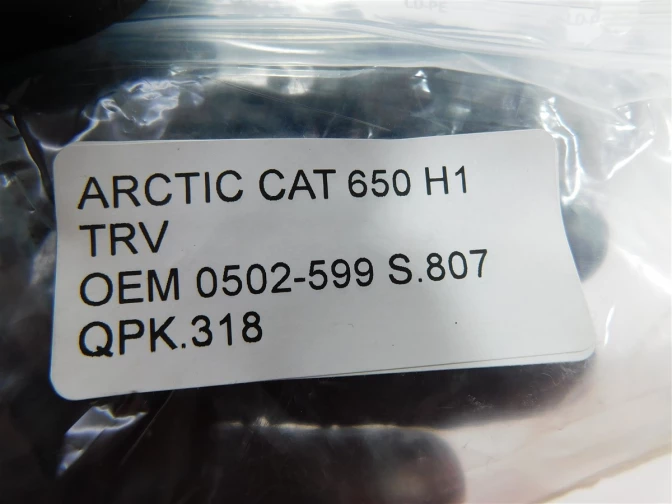 ARCTIC CAT 650 H1
TRV
OEM 0502-599 S.807
QPK.318